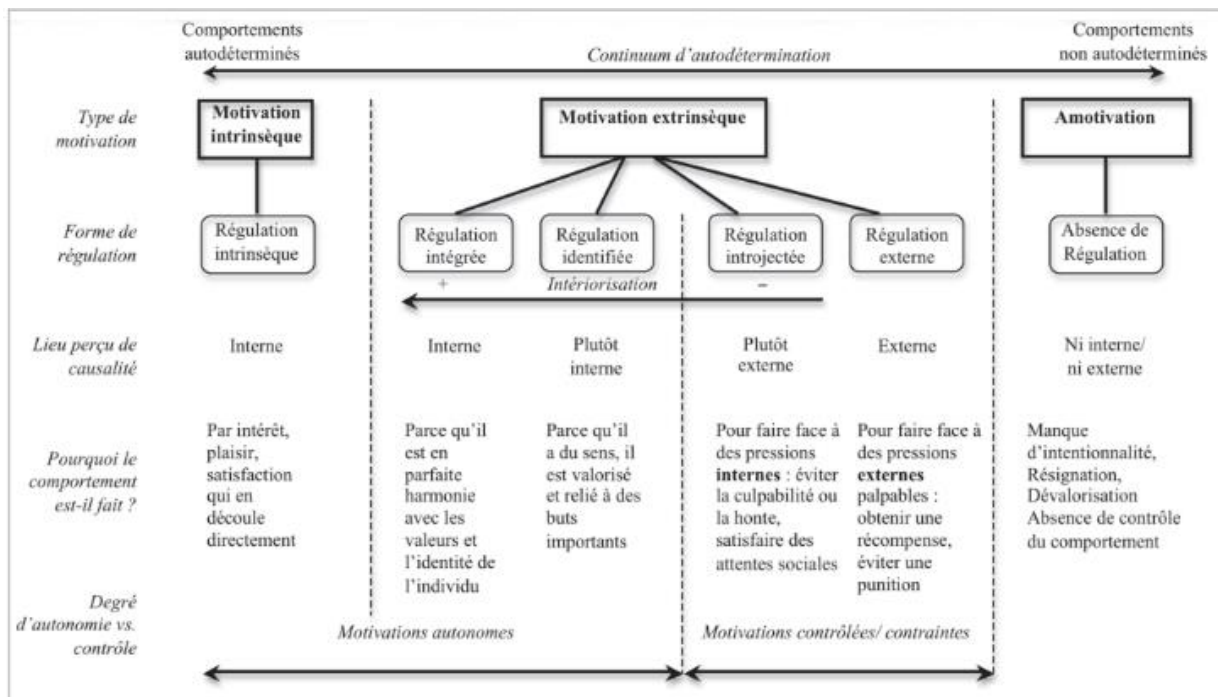 Comportements
autodéterminés
Continuum d'autodétermination
Comportements
non autodéterminés
Type de
motivation
Motivation
intrinsèque
Motivation extrinsèque
Amotivation
Forme de
régulation
Régulation
intrinsèque
Régulation
intégrée
Régulation
identifiée
Régulation
introjectée
Régulation
externe
Absence de
Régulation
+
Intériorisation
–
Lieu perçu de
causalité
Interne
Interne
Plutôt
interne
Plutôt
externe
Externe
Ni interne/
ni externe
Pourquoi le
comportement
est-il fait ?
Par intérêt,
plaisir,
satisfaction
qui en
découle
directement
Parce qu'il
est en
parfaite
harmonie
avec les
valeurs et
l'identité de
l'individu
Parce qu'il
a du sens, il
est valorisé
et relié à des
buts
importants
Pour faire face à
des pressions
internes : éviter
la culpabilité ou
la honte,
satisfaire des
attentes sociales
Pour faire face à
des pressions
externes
palpables :
obtenir une
récompense,
éviter une
punition
Manque
d'intentionnalité,
Résignation,
Dévalorisation
Absence de contrôle
du comportement
Degré
d'autonomie vs.
contrôle
Motivations autonomes
Motivations contrôlées/ contraintes